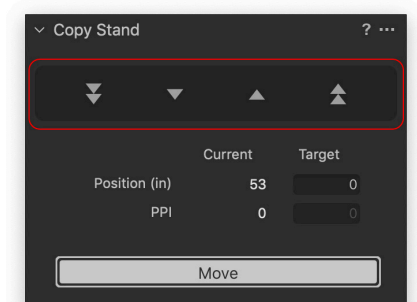 Copy Stand ? ...
Current Target
Position (in) 53 0
PPI 0 0
Move